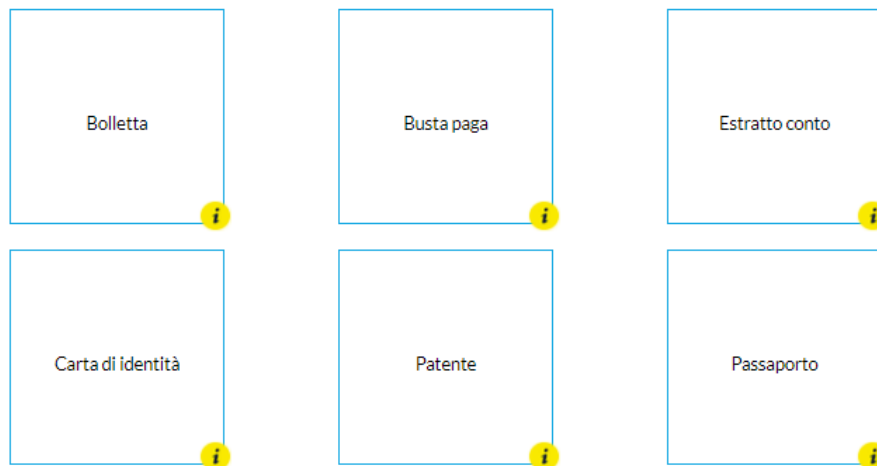 Bolletta
Busta paga
Estratto conto
i
i
i
Carta di identità
Patente
Passaporto
i
i
i